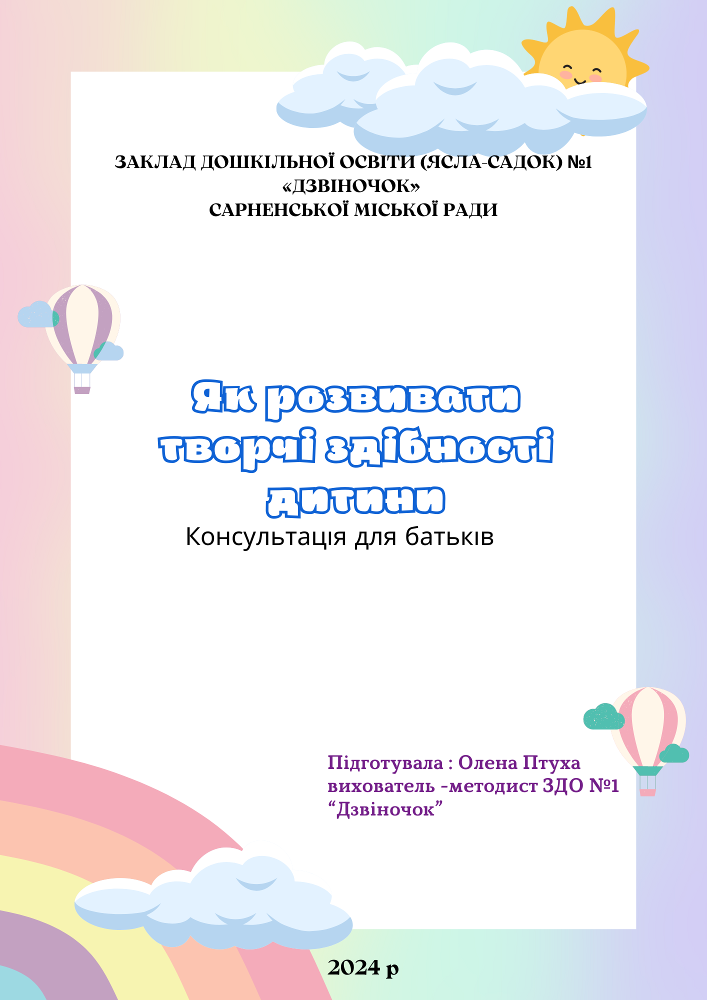 ЗАКЛАД ДОШКІЛЬНОЇ ОСВІТИ (ЯСЛА-САДОК) №1
«ДЗВІНОЧОК»
САРНЕНСЬКОЇ МІСЬКОЇ РАДИ
Як розвивати
творчі здібності
дитини
Консультація для батьків
Підготувала : Олена Птуха
вихователь -методист ЗДО №1
“Дзвіночок”
2024 р